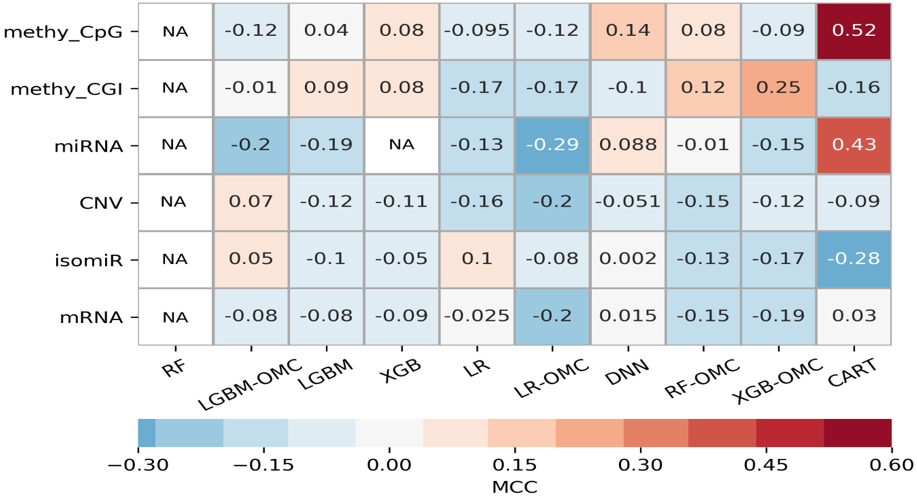 methy_CpG NA -0.12 0.04 0.08 -0.095 -0.12 0.14 0.08 -0.09 0.52
methy_CGI NA -0.01 0.09 0.08 -0.17 -0.17 -0.1 0.12 0.25 -0.16
miRNA NA -0.2 -0.19 NA -0.13 -0.29 0.088 -0.01 -0.15 0.43
CNV NA 0.07 -0.12 -0.11 -0.16 -0.2 -0.051 -0.15 -0.12 -0.09
isomiR NA 0.05 -0.1 -0.05 0.1 -0.08 0.002 -0.13 -0.17 -0.28
mRNA NA -0.08 -0.08 -0.09 -0.025 -0.2 0.015 -0.15 -0.19 0.03
RF LGBM-OMC LGBM XGB LR LR-OMC DNN RF-OMC XGB-OMC CART
−0.30 −0.15 0.00 0.15 0.30 0.45 0.60
MCC